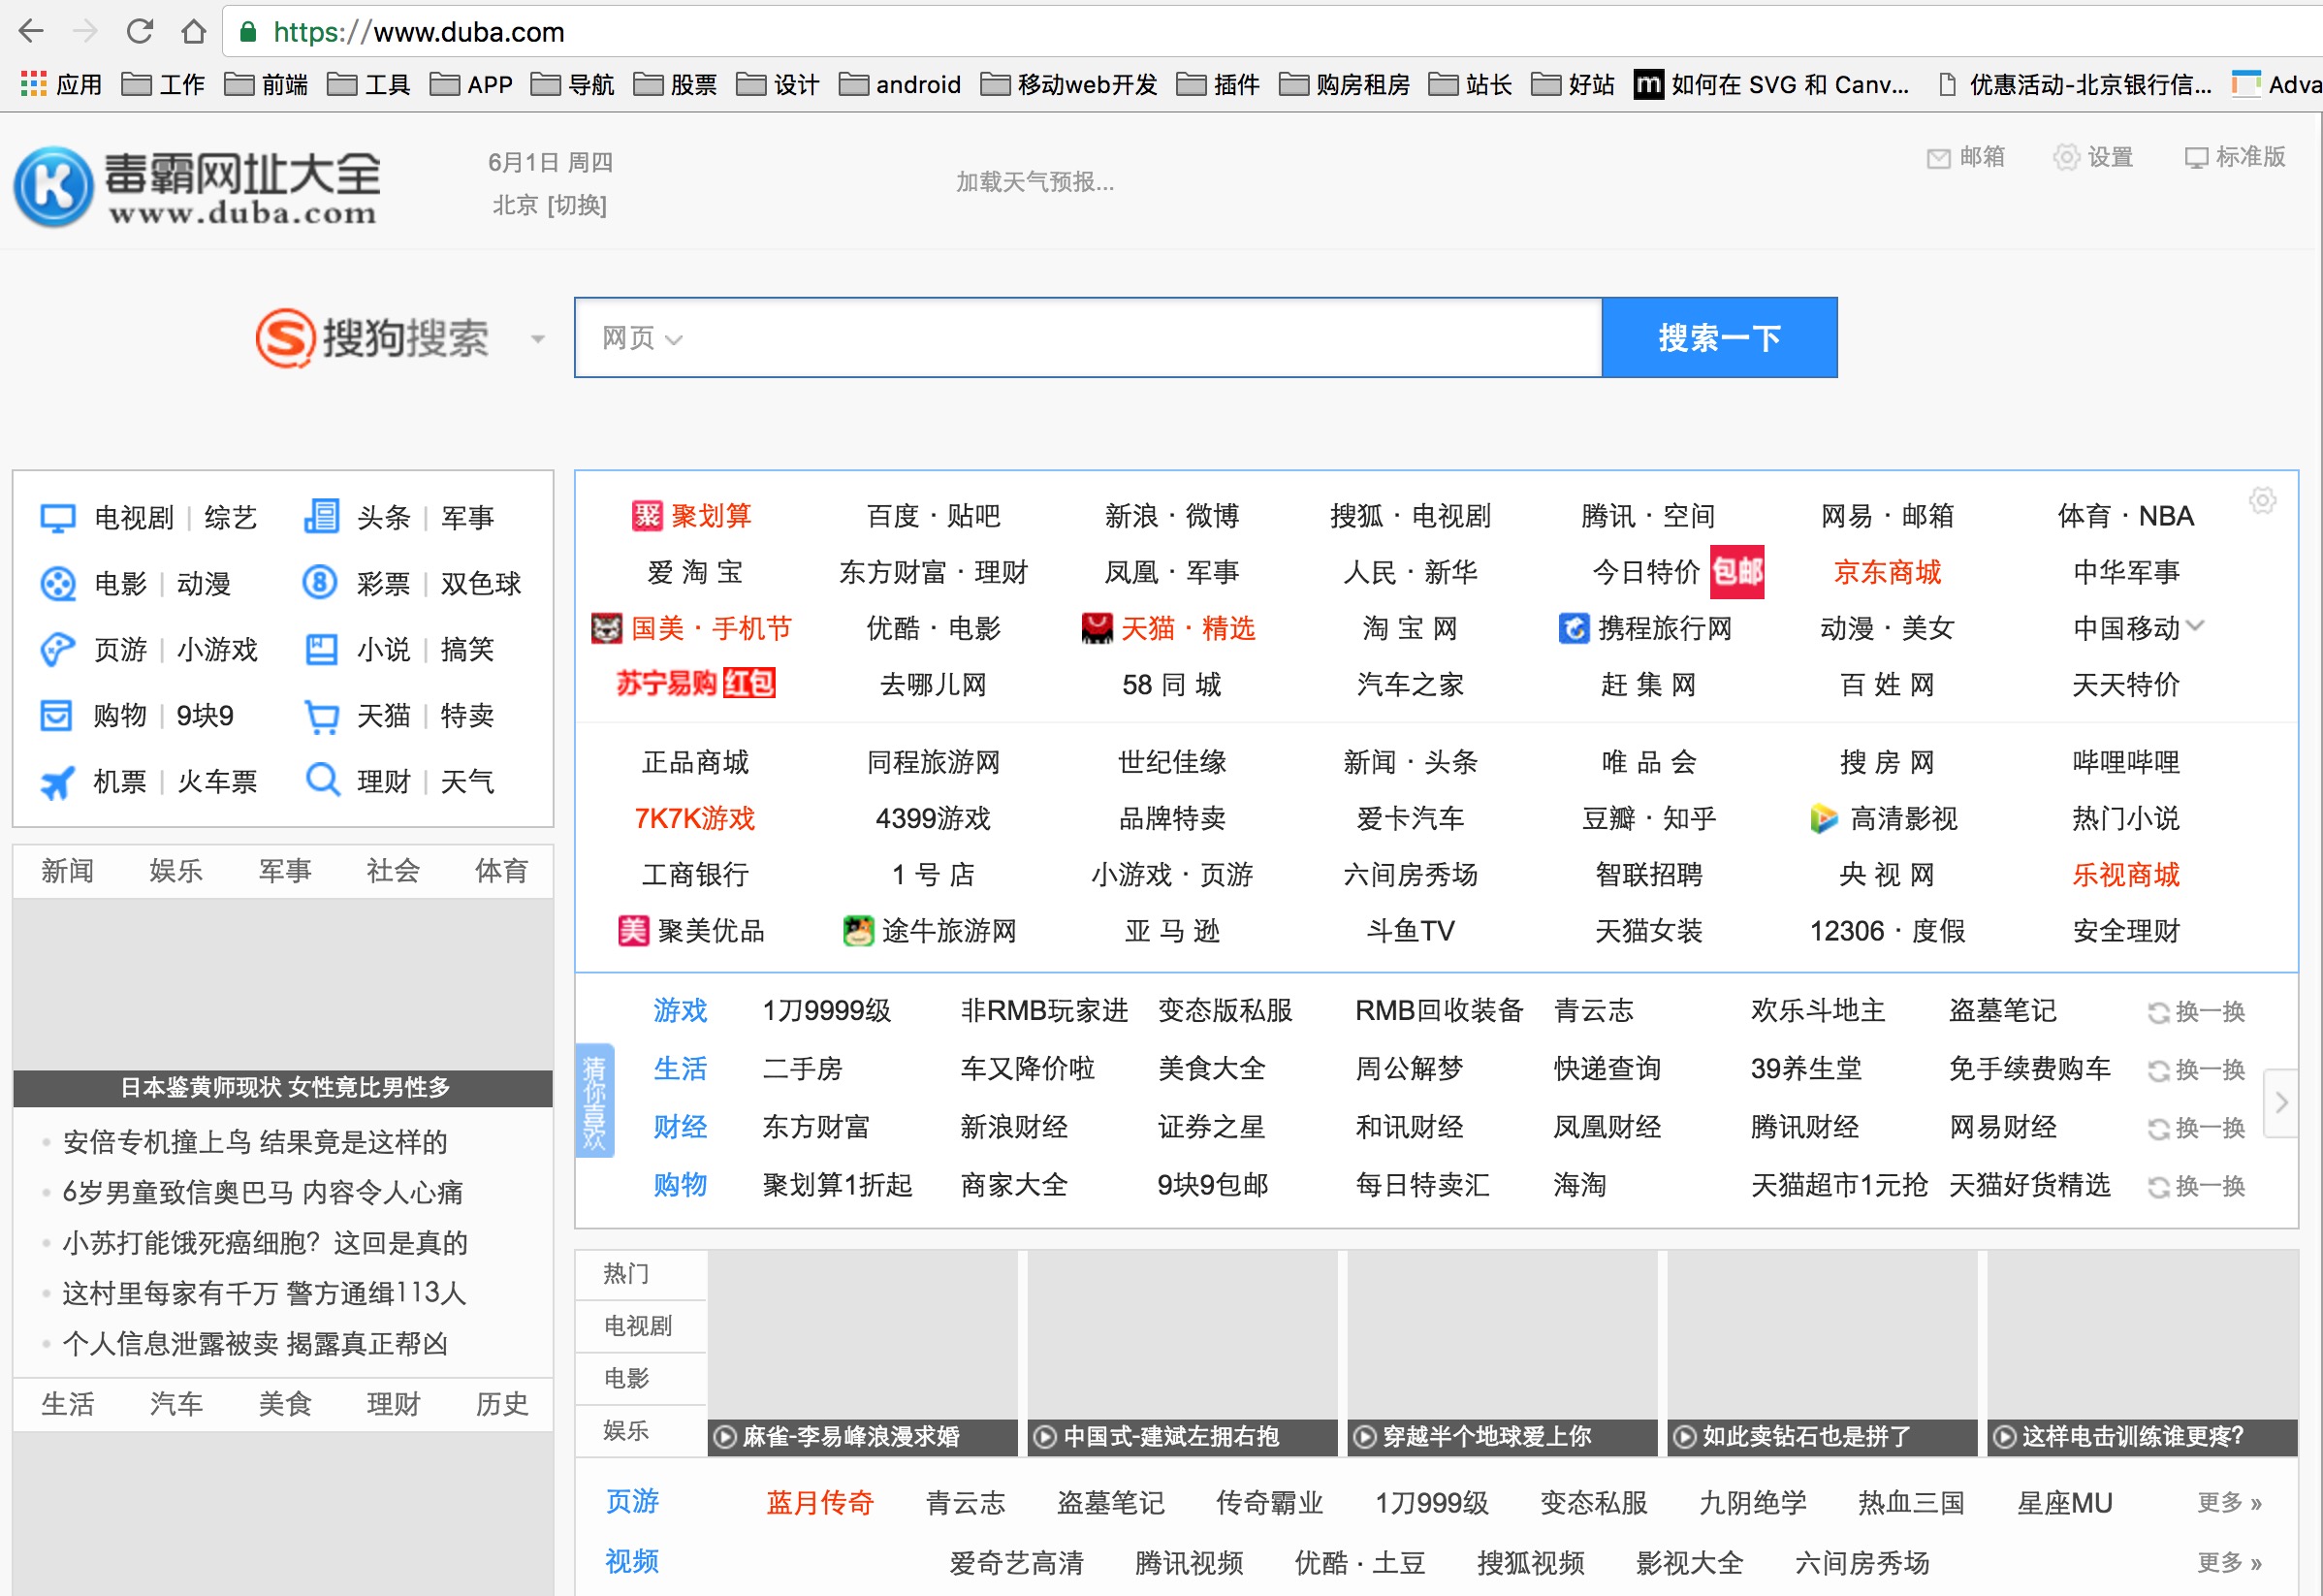 https://www.duba.com
应用 工作 前端 工具 APP 导航 股票 设计 android 移动web开发 插件 购房租房 站长 好站 m 如何在 SVG 和 Canv... 优惠活动-北京银行信... Adva
K 毒霸网址大全
www.duba.com
6月1日 周四
北京 [切换]
加载天气预报...
邮箱 设置 标准版
S 搜狗搜索 网页 搜索一下
电视剧 | 综艺 头条 | 军事
电影 | 动漫 8 彩票 | 双色球
页游 | 小游戏 小说 | 搞笑
购物 | 9块9 天猫 | 特卖
机票 | 火车票 理财 | 天气
新闻 娱乐 军事 社会 体育
日本鉴黄师现状 女性竟比男性多
安倍专机撞上鸟 结果竟是这样的
6岁男童致信奥巴马 内容令人心痛
小苏打能饿死癌细胞？这回是真的
这村里每家有千万 警方通缉113人
个人信息泄露被卖 揭露真正帮凶
生活 汽车 美食 理财 历史
聚 聚划算 百度 · 贴吧 新浪 · 微博 搜狐 · 电视剧 腾讯 · 空间 网易 · 邮箱 体育 · NBA
爱 淘 宝 东方财富 · 理财 凤凰 · 军事 人民 · 新华 今日特价 包邮 京东商城 中华军事
国美 · 手机节 优酷 · 电影 天猫 · 精选 淘 宝 网 携程旅行网 动漫 · 美女 中国移动
苏宁易购 红包 去哪儿网 58 同 城 汽车之家 赶 集 网 百 姓 网 天天特价
正品商城 同程旅游网 世纪佳缘 新闻 · 头条 唯 品 会 搜 房 网 哔哩哔哩
7K7K游戏 4399游戏 品牌特卖 爱卡汽车 豆瓣 · 知乎 高清影视 热门小说
工商银行 1 号 店 小游戏 · 页游 六间房秀场 智联招聘 央 视 网 乐视商城
美 聚美优品 途牛旅游网 亚 马 逊 斗鱼TV 天猫女装 12306 · 度假 安全理财
猜你喜欢
游戏 1刀9999级 非RMB玩家进 变态版私服 RMB回收装备 青云志 欢乐斗地主 盗墓笔记 换一换
生活 二手房 车又降价啦 美食大全 周公解梦 快递查询 39养生堂 免手续费购车 换一换
财经 东方财富 新浪财经 证券之星 和讯财经 凤凰财经 腾讯财经 网易财经 换一换
购物 聚划算1折起 商家大全 9块9包邮 每日特卖汇 海淘 天猫超市1元抢 天猫好货精选 换一换
热门
电视剧
电影
娱乐
麻雀-李易峰浪漫求婚 中国式-建斌左拥右抱 穿越半个地球爱上你 如此卖钻石也是拼了 这样电击训练谁更疼？
页游 蓝月传奇 青云志 盗墓笔记 传奇霸业 1刀999级 变态私服 九阴绝学 热血三国 星座MU 更多 »
视频 爱奇艺高清 腾讯视频 优酷 · 土豆 搜狐视频 影视大全 六间房秀场 更多 »